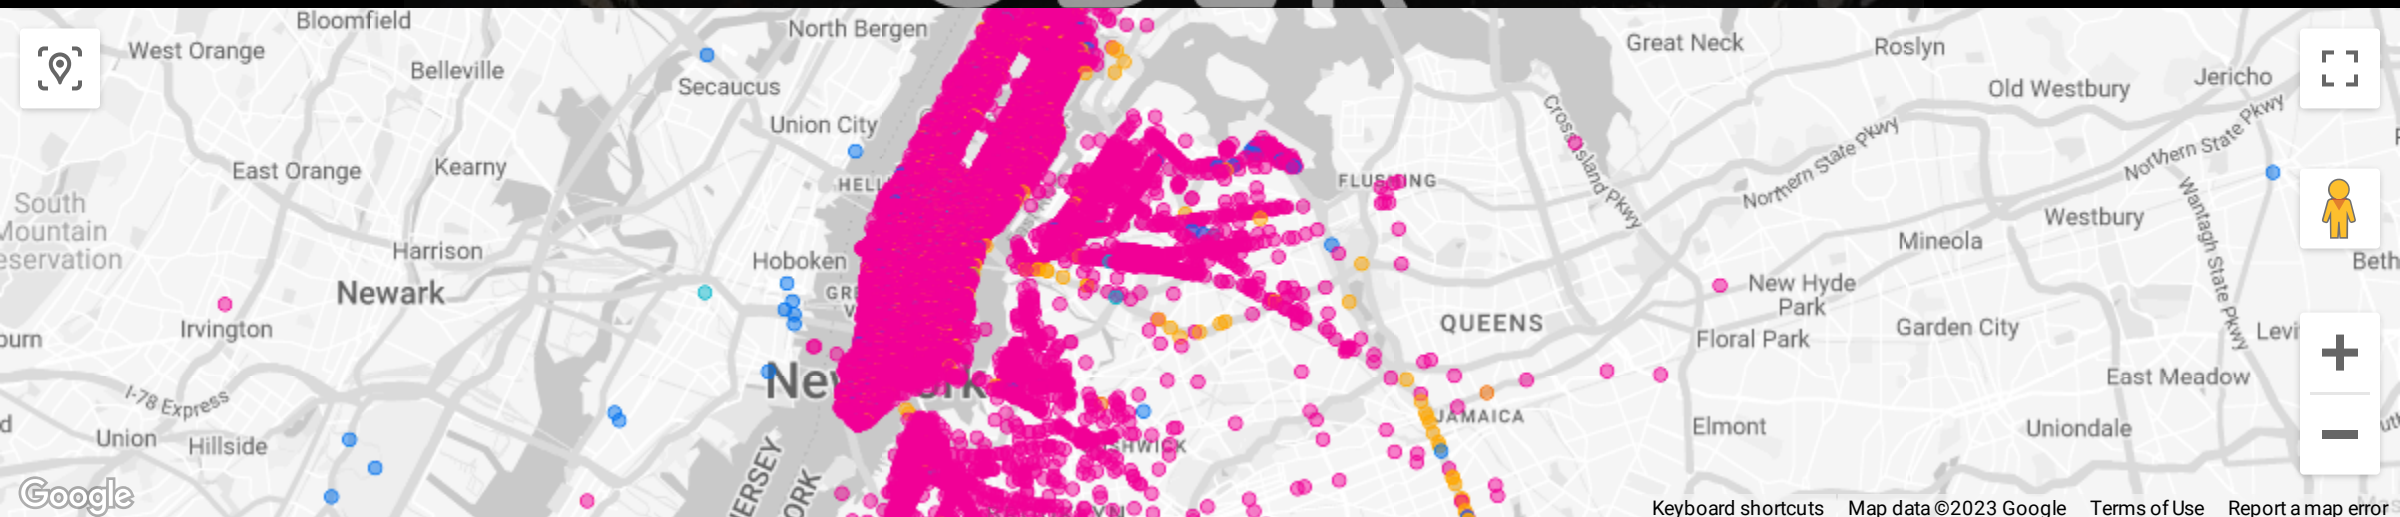 Bloomfield
North Bergen
Great Neck
Roslyn
West Orange
Belleville
Secaucus
Jericho
Old Westbury
Union City
Cross Island Pkwy
Northern State Pkwy
Northern State Pkwy
East Orange
Kearny
FLUSHING
South
Mountain
Wantagh State Pkwy
Westbury
Harrison
Hoboken
Mineola
Newark
New Hyde
Park
Irvington
QUEENS
Floral Park
Garden City
East Meadow
I-78 Express
JAMAICA
Elmont
Uniondale
Union
Hillside
Google
Keyboard shortcuts
Map data ©2023 Google
Terms of Use
Report a map error